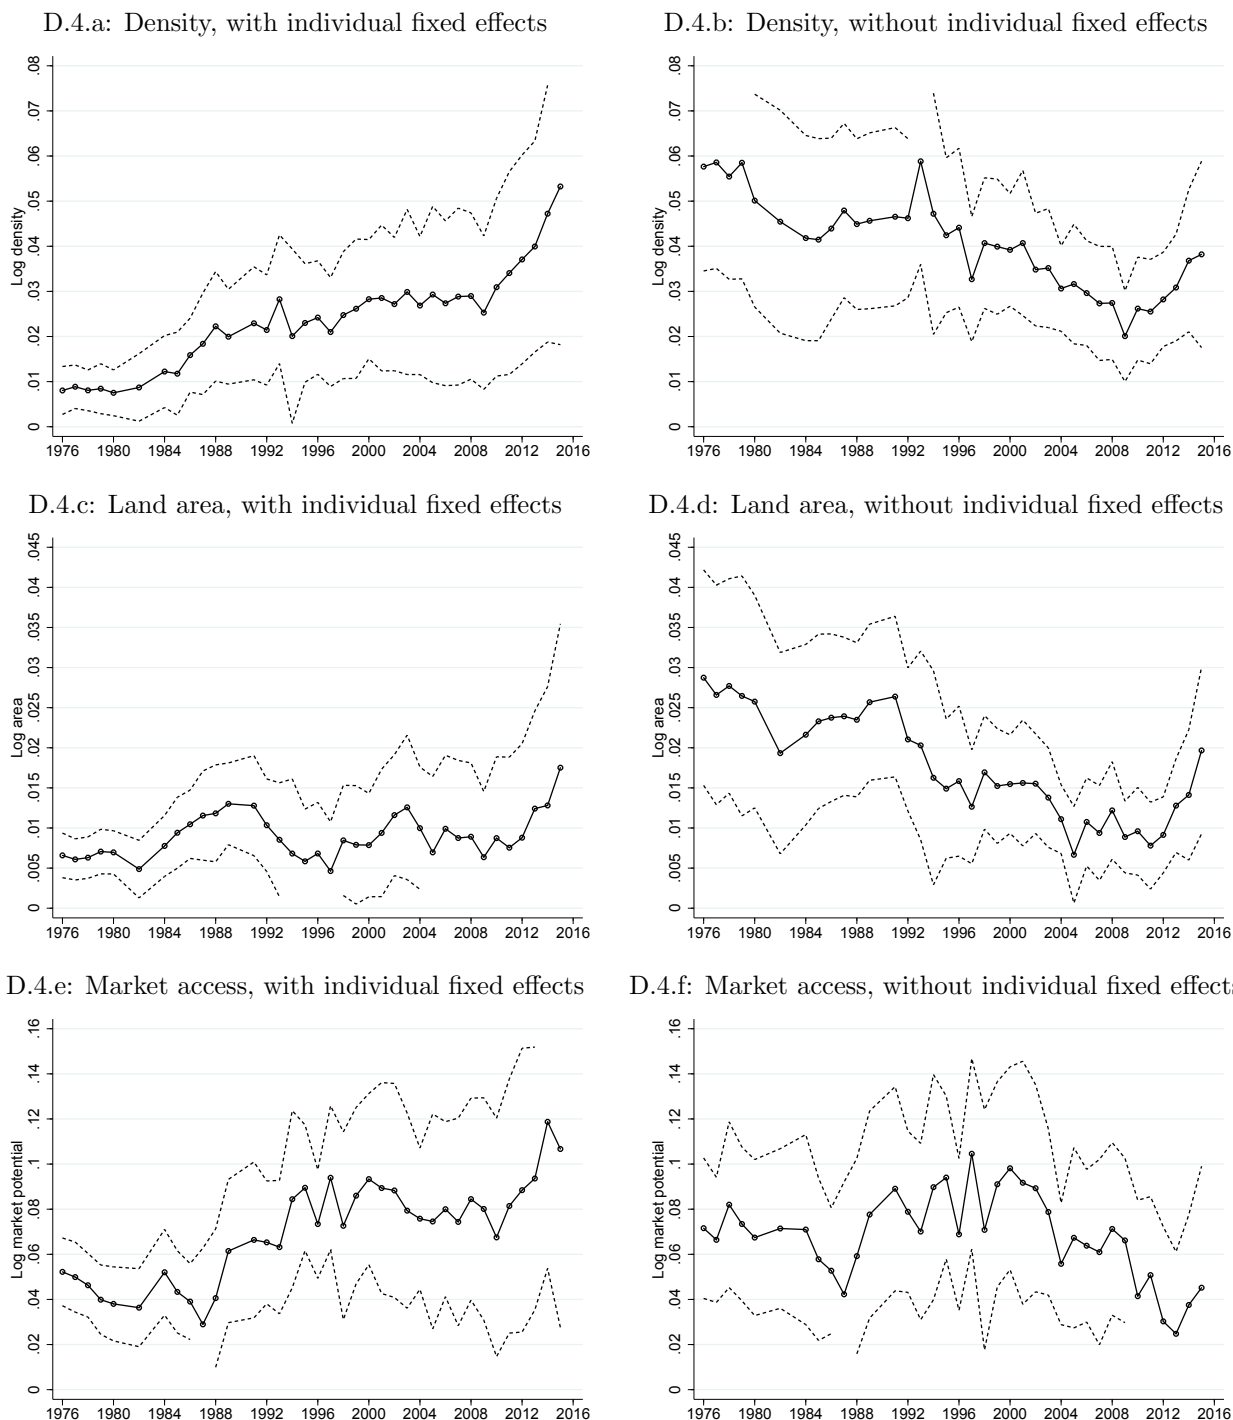 D.4.a: Density, with individual fixed effects
Log density
0 .01 .02 .03 .04 .05 .06 .07 .08
1976 1980 1984 1988 1992 1996 2000 2004 2008 2012 2016
D.4.b: Density, without individual fixed effects
Log density
0 .01 .02 .03 .04 .05 .06 .07 .08
1976 1980 1984 1988 1992 1996 2000 2004 2008 2012 2016
D.4.c: Land area, with individual fixed effects
Log area
0 .005 .01 .015 .02 .025 .03 .035 .04 .045
1976 1980 1984 1988 1992 1996 2000 2004 2008 2012 2016
D.4.d: Land area, without individual fixed effects
Log area
0 .005 .01 .015 .02 .025 .03 .035 .04 .045
1976 1980 1984 1988 1992 1996 2000 2004 2008 2012 2016
D.4.e: Market access, with individual fixed effects
Log market potential
0 .02 .04 .06 .08 .1 .12 .14 .16
1976 1980 1984 1988 1992 1996 2000 2004 2008 2012 2016
D.4.f: Market access, without individual fixed effects
Log market potential
0 .02 .04 .06 .08 .1 .12 .14 .16
1976 1980 1984 1988 1992 1996 2000 2004 2008 2012 2016